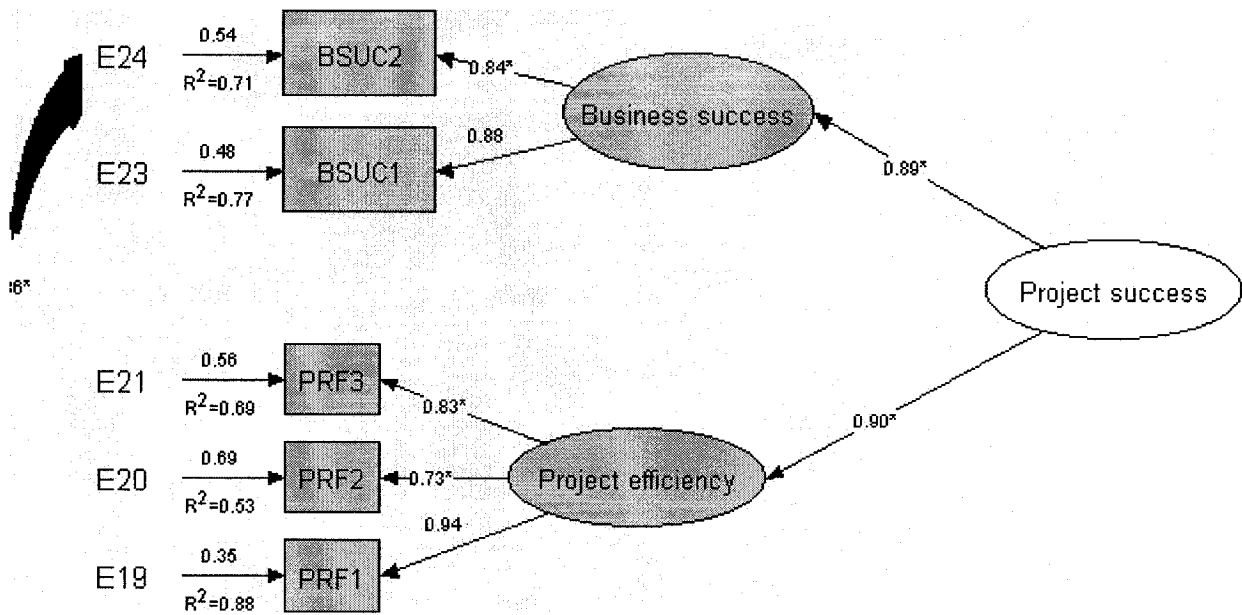 0.54
E24
R²=0.71
BSUC2
0.84*
Business success
0.88
0.48
E23
R²=0.77
BSUC1
0.89*
Project success
6*
0.56
E21
R²=0.69
PRF3
0.83*
0.90*
0.69
E20
R²=0.53
PRF2
0.73*
Project efficiency
0.94
0.35
E19
R²=0.88
PRF1